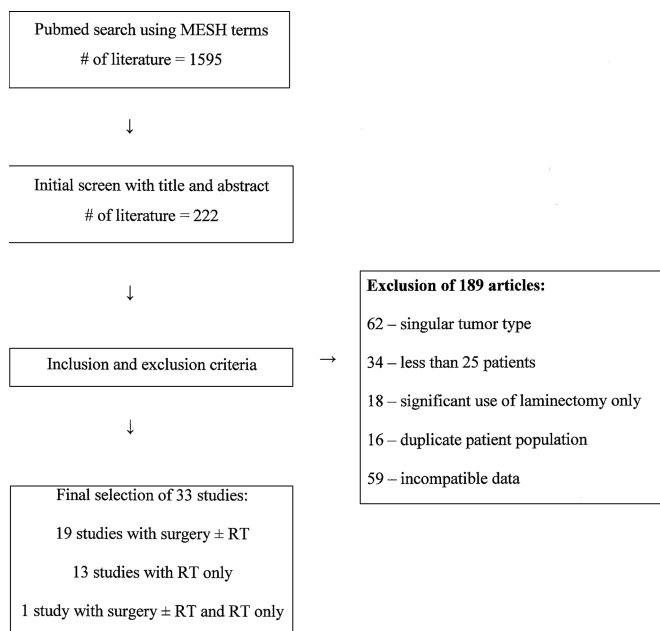 Pubmed search using MESH terms
# of literature = 1595
↓
Initial screen with title and abstract
# of literature = 222
↓
Inclusion and exclusion criteria
→
Exclusion of 189 articles:
62 – singular tumor type
34 – less than 25 patients
18 – significant use of laminectomy only
16 – duplicate patient population
59 – incompatible data
↓
Final selection of 33 studies:
19 studies with surgery ± RT
13 studies with RT only
1 study with surgery ± RT and RT only